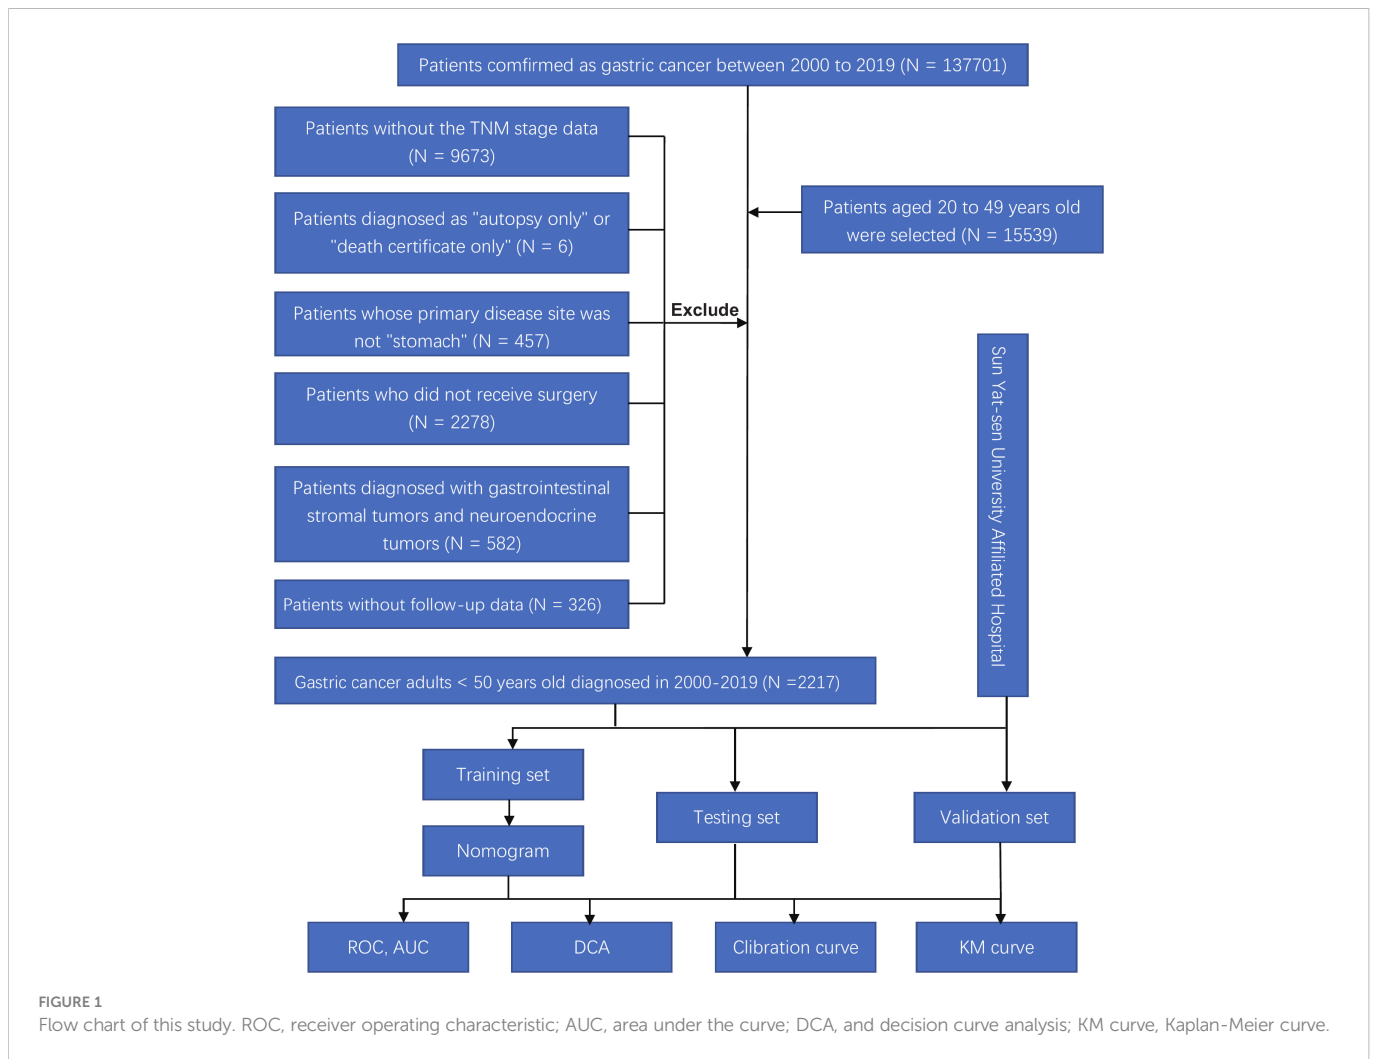 Patients comfirmed as gastric cancer between 2000 to 2019 (N = 137701)
Patients without the TNM stage data
(N = 9673)
Patients aged 20 to 49 years old
were selected (N = 15539)
Patients diagnosed as "autopsy only" or
"death certificate only" (N = 6)
Patients whose primary disease site was
not "stomach" (N = 457)
Exclude
Patients who did not receive surgery
(N = 2278)
Patients diagnosed with gastrointestinal
stromal tumors and neuroendocrine
tumors (N = 582)
Patients without follow-up data (N = 326)
Sun Yat-sen University Affiliated Hospital
Gastric cancer adults < 50 years old diagnosed in 2000-2019 (N =2217)
Training set
Testing set
Validation set
Nomogram
ROC, AUC
DCA
Clibration curve
KM curve
FIGURE 1
Flow chart of this study. ROC, receiver operating characteristic; AUC, area under the curve; DCA, and decision curve analysis; KM curve, Kaplan-Meier curve.